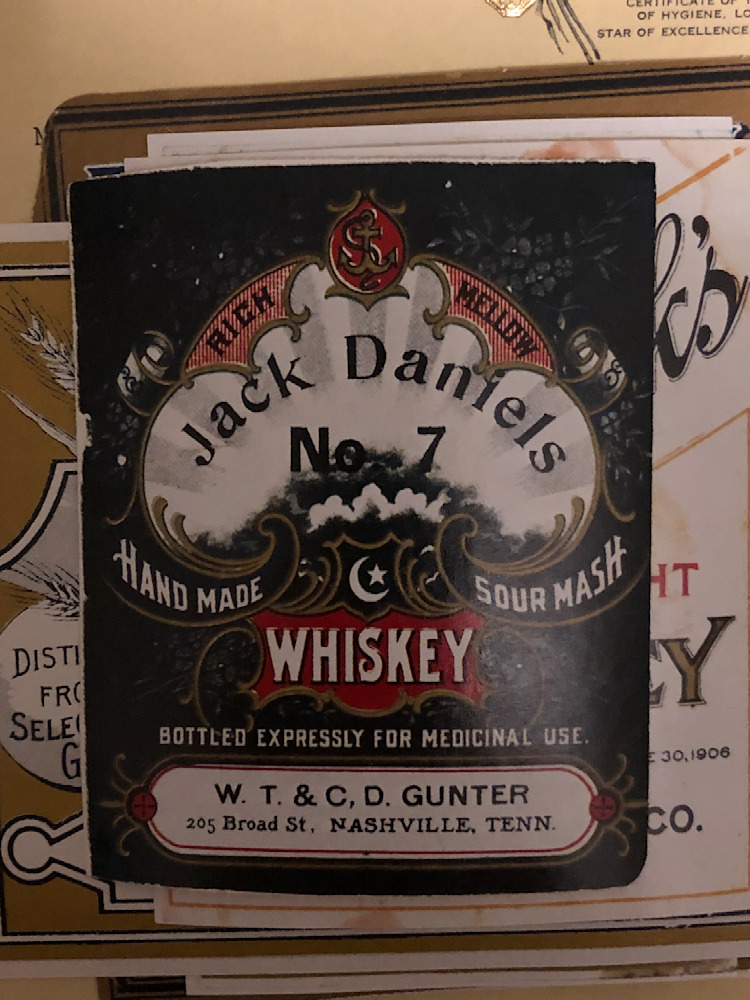 CERTIFICATE OF
OF HYGIENE, LO
STAR OF EXCELLENCE
RICH MELLOW
Jack Daniels
No 7
HAND MADE SOUR MASH
WHISKEY
BOTTLED EXPRESSLY FOR MEDICINAL USE.
W. T. & C, D. GUNTER
205 Broad St, NASHVILLE, TENN.
k's
HT
EY
E 30, 1906
CO.
DISTI
FRO
SELE
G